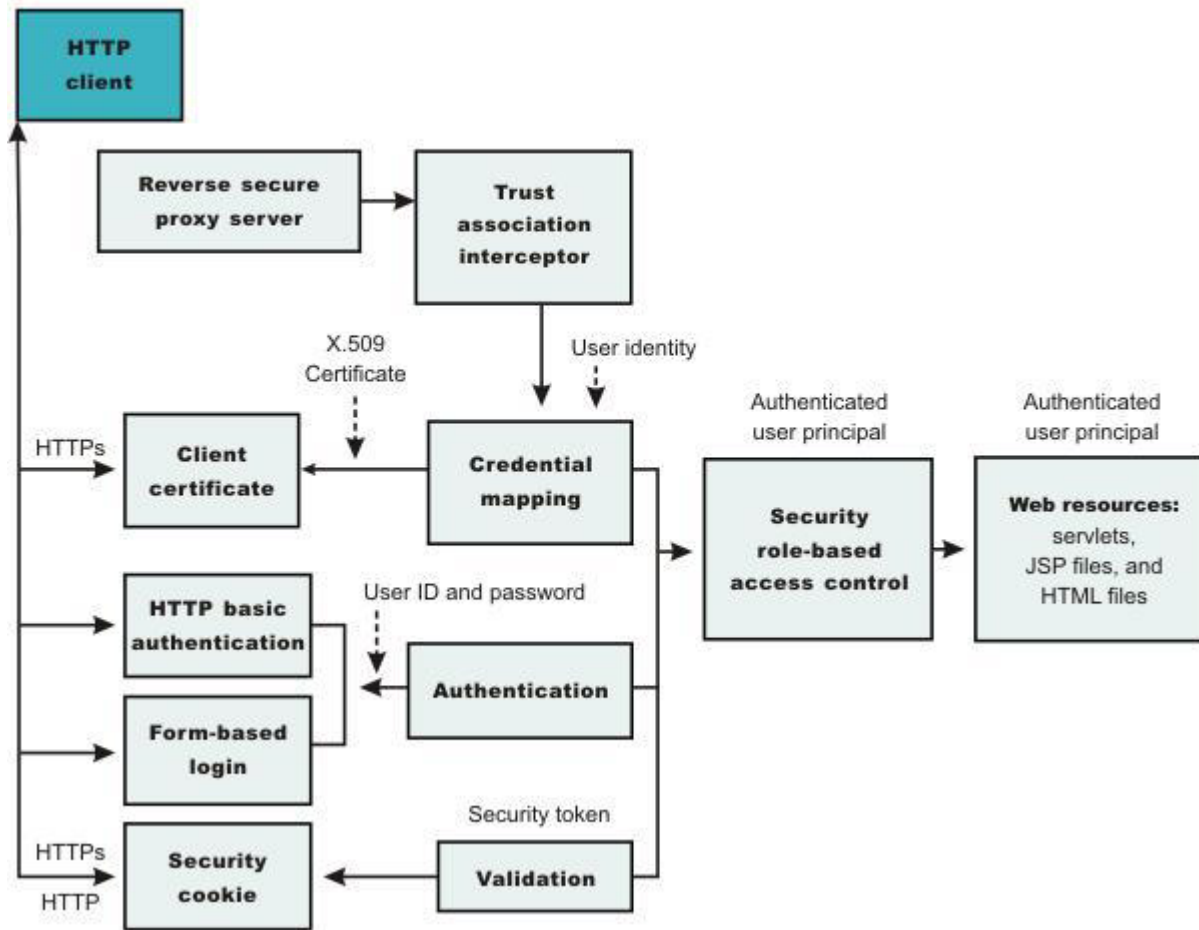 HTTP
client
Reverse secure
proxy server
Trust
association
interceptor
X.509
Certificate
User identity
HTTPs
Client
certificate
Credential
mapping
Authenticated
user principal
Security
role-based
access control
Authenticated
user principal
Web resources:
servlets,
JSP files, and
HTML files
HTTP basic
authentication
User ID and password
Authentication
Form-based
login
HTTPs
HTTP
Security
cookie
Security token
Validation